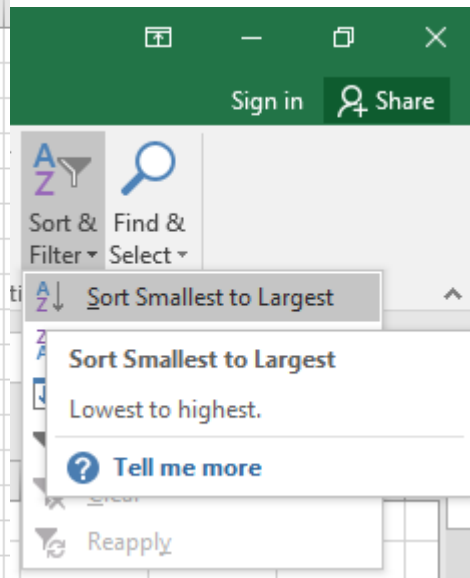 Sign in Share
Sort & Find &
Filter Select
ti
Sort Smallest to Largest
Sort Smallest to Largest
Lowest to highest.
Tell me more
Reapply